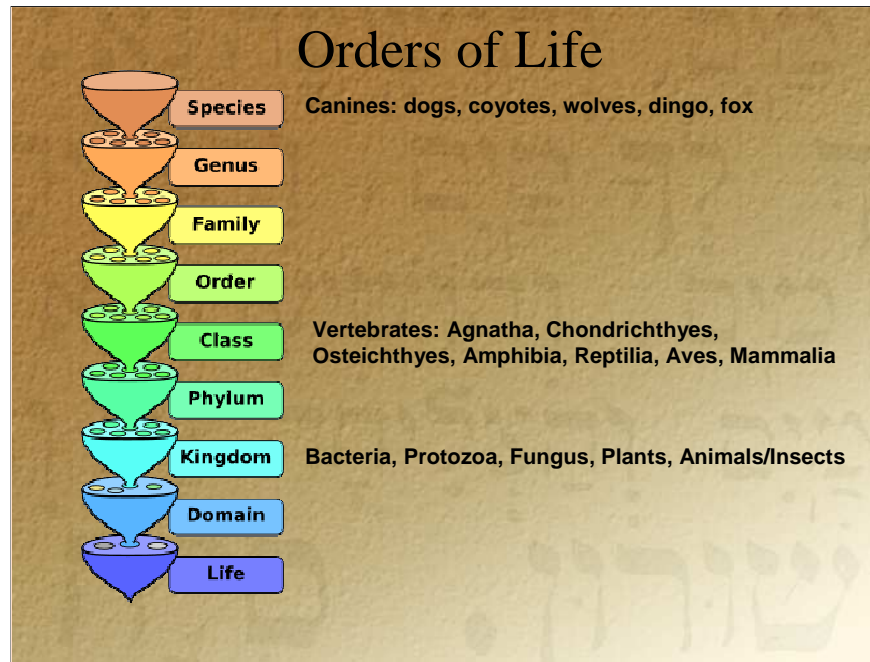 Orders of Life
Species
Canines: dogs, coyotes, wolves, dingo, fox
Genus
Family
Order
Class
Vertebrates: Agnatha, Chondrichthyes,
Osteichthyes, Amphibia, Reptilia, Aves, Mammalia
Phylum
Kingdom
Bacteria, Protozoa, Fungus, Plants, Animals/Insects
Domain
Life